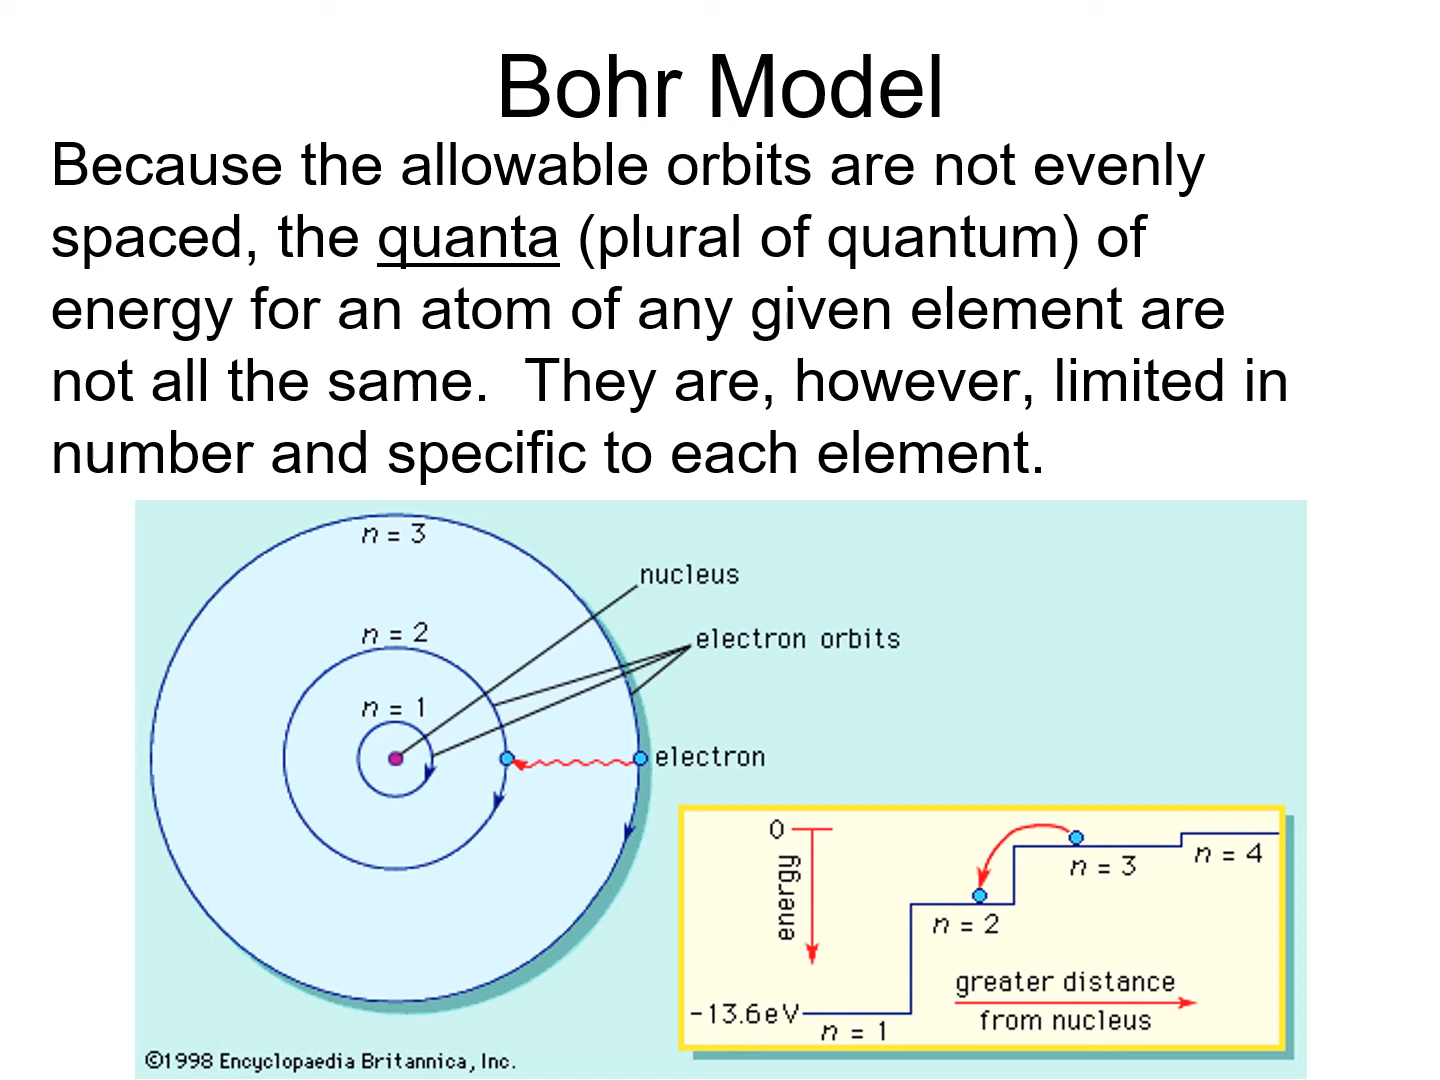 Bohr Model
Because the allowable orbits are not evenly
spaced, the quanta (plural of quantum) of
energy for an atom of any given element are
not all the same.  They are, however, limited in
number and specific to each element.
n = 3
nucleus
n = 2
electron orbits
n = 1
electron
0
energy
n = 3
n = 4
n = 2
greater distance
from nucleus
-13.6eV
n = 1
©1998 Encyclopaedia Britannica, Inc.